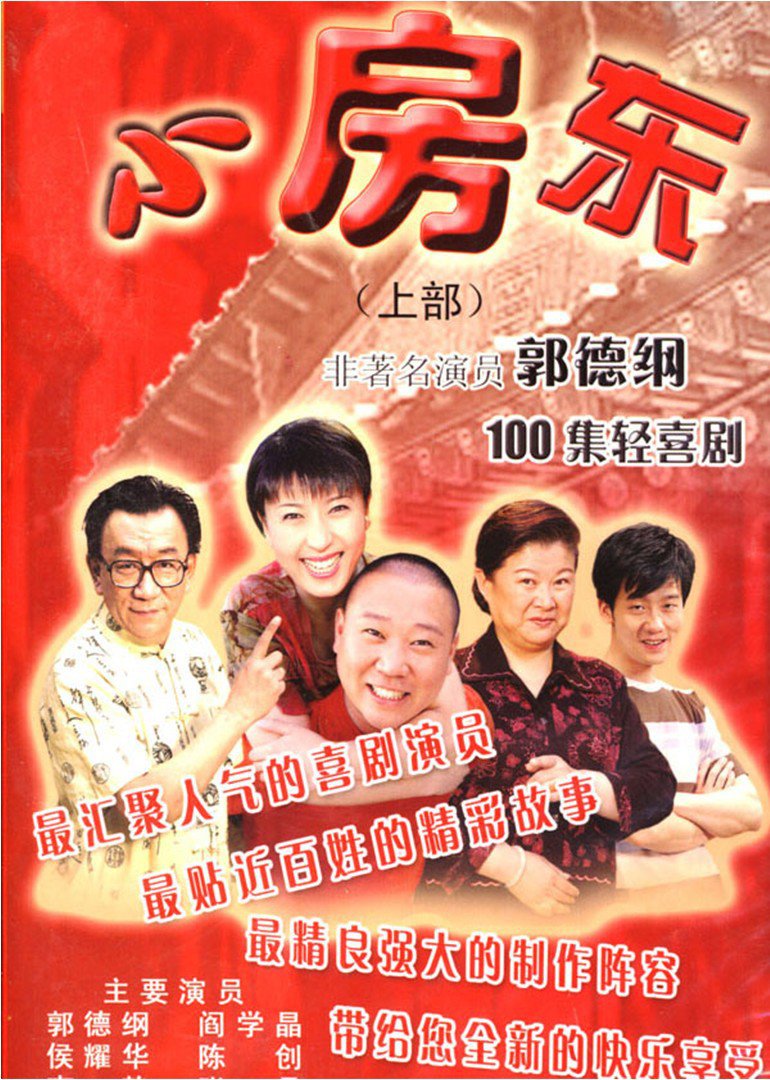 小房东
（上部）
非著名演员 郭德纲
100 集轻喜剧
最汇聚人气的喜剧演员
最贴近百姓的精彩故事
最精良强大的制作阵容
带给您全新的快乐享受
主要演员
郭德纲 阎学晶
侯耀华 陈创